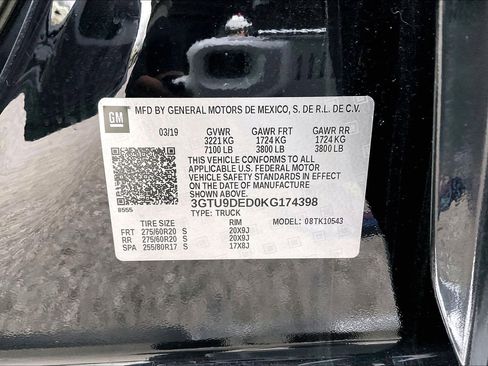 GM
MFD BY GENERAL MOTORS DE MEXICO, S. DE R.L. DE C.V.
03/19 GVWR GAWR FRT GAWR RR
3221 KG 1724 KG 1724 KG
7100 LB 3800 LB 3800 LB
THIS VEHICLE CONFORMS TO ALL
APPLICABLE U.S. FEDERAL MOTOR
VEHICLE SAFETY STANDARDS IN EFFECT
ON THE DATE OF MANUFACTURE
SHOWN ABOVE.
3GTU9DED0KG174398
8555 TYPE: TRUCK
TIRE SIZE RIM MODEL: 08TK10543
FRT 275/60R20 S 20X9J
RR 275/60R20 S 20X9J
SPA 255/80R17 S 17X8J